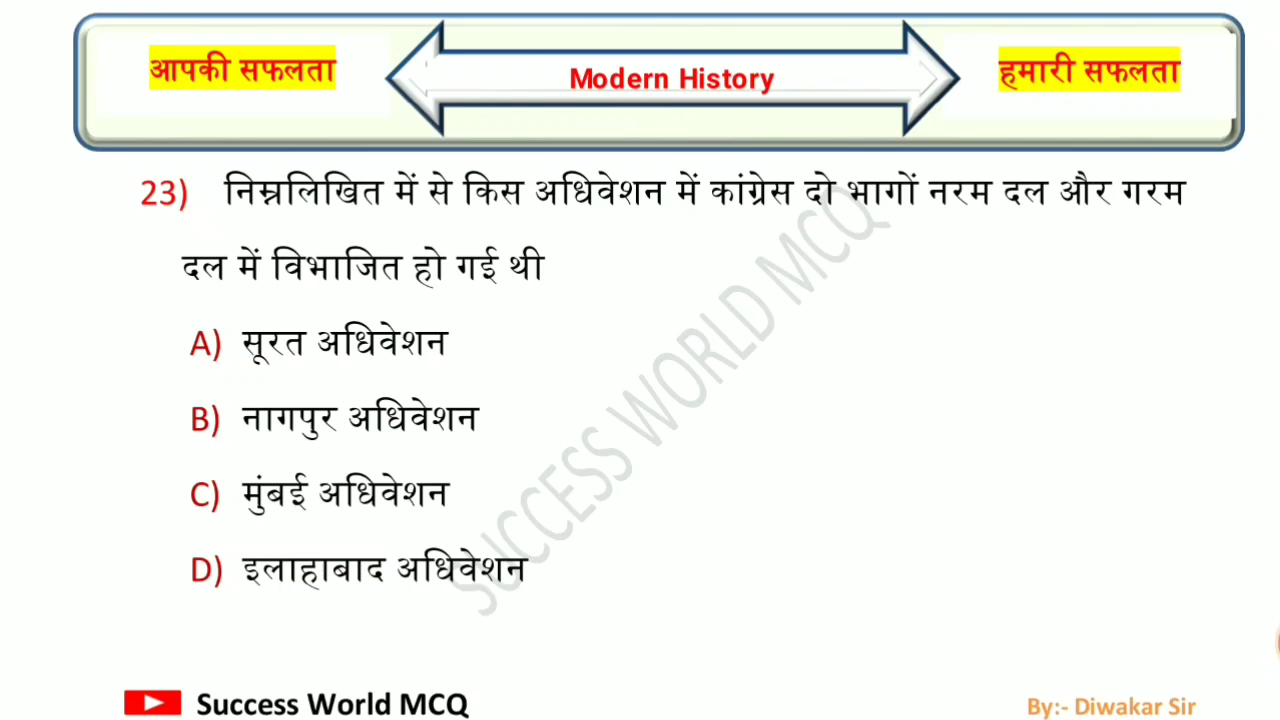 आपकी सफलता
Modern History
हमारी सफलता
23) निम्नलिखित में से किस अधिवेशन में कांग्रेस दो भागों नरम दल और गरम
दल में विभाजित हो गई थी
A) सूरत अधिवेशन
B) नागपुर अधिवेशन
C) मुंबई अधिवेशन
D) इलाहाबाद अधिवेशन
SUCCESS WORLD MCQ
Success World MCQ
By:- Diwakar Sir